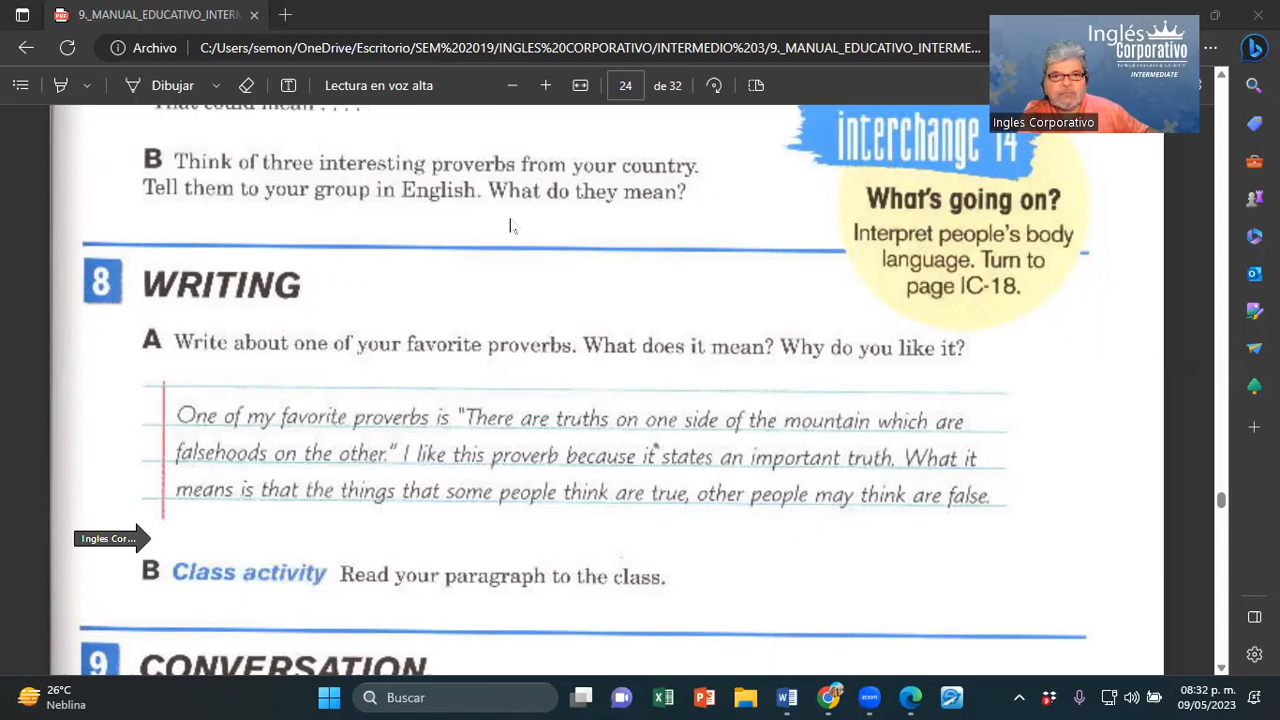 9._MANUAL_EDUCATIVO_INTERM
Archivo
C:/Users/semon/OneDrive/Escritorio/SEM%202019/INGLES%20CORPORATIVO/INTERMEDIO%203/9._MANUAL_EDUCATIVO_INTERME...
Dibujar
Lectura en voz alta
24
de 32
Inglés
Corporativo
INTERMEDIATE
Ingles Corporativo
That could mean . . . .
B Think of three interesting proverbs from your country.
Tell them to your group in English. What do they mean?
interchange 14
What's going on?
Interpret people's body
language. Turn to
page IC-18.
8 WRITING
A Write about one of your favorite proverbs. What does it mean? Why do you like it?
One of my favorite proverbs is "There are truths on one side of the mountain which are
falsehoods on the other." I like this proverb because it states an important truth. What it
means is that the things that some people think are true, other people may think are false.
Ingles Cor...
B Class activity Read your paragraph to the class.
9 CONVERSATION
26°C
Neblina
Buscar
08:32 p. m.
09/05/2023